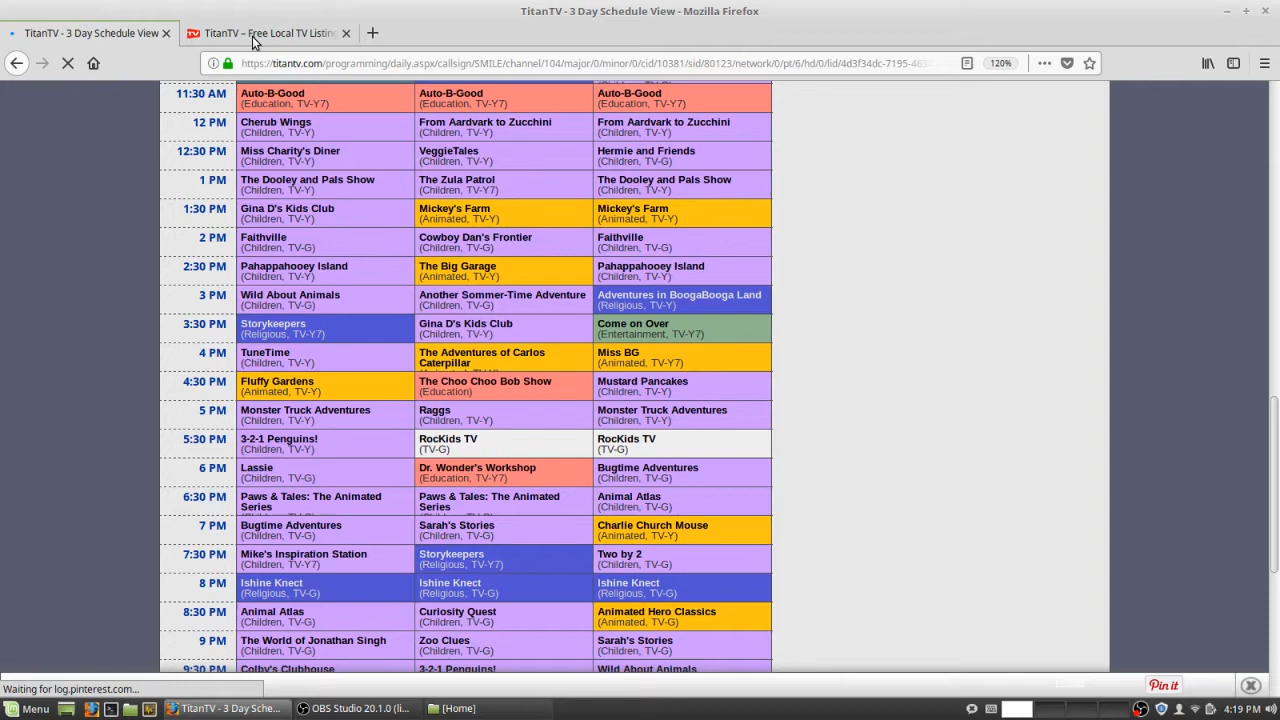 TitanTV - 3 Day Schedule View - Mozilla Firefox
TitanTV - 3 Day Schedule View
TitanTV – Free Local TV Listing
https://titantv.com/programming/daily.aspx/callsign/SMILE/channel/104/major/0/minor/0/cid/10381/sid/80123/network/0/pt/6/hd/0/lid/4d3f34dc-7195-463
120%
11:30 AM
Auto-B-Good
(Education, TV-Y7)
Auto-B-Good
(Education, TV-Y7)
Auto-B-Good
(Education, TV-Y7)
12 PM
Cherub Wings
(Children, TV-Y)
From Aardvark to Zucchini
(Children, TV-Y)
From Aardvark to Zucchini
(Children, TV-Y)
12:30 PM
Miss Charity's Diner
(Children, TV-Y)
VeggieTales
(Children, TV-Y)
Hermie and Friends
(Children, TV-G)
1 PM
The Dooley and Pals Show
(Children, TV-Y)
The Zula Patrol
(Children, TV-Y7)
The Dooley and Pals Show
(Children, TV-Y)
1:30 PM
Gina D's Kids Club
(Children, TV-Y)
Mickey's Farm
(Animated, TV-Y)
Mickey's Farm
(Animated, TV-Y)
2 PM
Faithville
(Children, TV-G)
Cowboy Dan's Frontier
(Children, TV-G)
Faithville
(Children, TV-G)
2:30 PM
Pahappahooey Island
(Children, TV-Y)
The Big Garage
(Animated, TV-Y)
Pahappahooey Island
(Children, TV-Y)
3 PM
Wild About Animals
(Children, TV-G)
Another Sommer-Time Adventure
(Children, TV-G)
Adventures in BoogaBooga Land
(Religious, TV-Y)
3:30 PM
Storykeepers
(Religious, TV-Y7)
Gina D's Kids Club
(Children, TV-Y)
Come on Over
(Entertainment, TV-Y7)
4 PM
TuneTime
(Children, TV-Y)
The Adventures of Carlos
Caterpillar
Miss BG
(Animated, TV-Y7)
4:30 PM
Fluffy Gardens
(Animated, TV-Y)
The Choo Choo Bob Show
(Education)
Mustard Pancakes
(Children, TV-Y)
5 PM
Monster Truck Adventures
(Children, TV-Y)
Raggs
(Children, TV-Y)
Monster Truck Adventures
(Children, TV-Y)
5:30 PM
3-2-1 Penguins!
(Children, TV-Y)
RocKids TV
(TV-G)
RocKids TV
(TV-G)
6 PM
Lassie
(Children, TV-G)
Dr. Wonder's Workshop
(Education, TV-Y7)
Bugtime Adventures
(Children, TV-G)
6:30 PM
Paws & Tales: The Animated
Series
Paws & Tales: The Animated
Series
Animal Atlas
(Children, TV-G)
7 PM
Bugtime Adventures
(Children, TV-G)
Sarah's Stories
(Children, TV-G)
Charlie Church Mouse
(Animated, TV-Y)
7:30 PM
Mike's Inspiration Station
(Children, TV-Y7)
Storykeepers
(Religious, TV-Y7)
Two by 2
(Children, TV-G)
8 PM
Ishine Knect
(Religious, TV-G)
Ishine Knect
(Religious, TV-G)
Ishine Knect
(Religious, TV-G)
8:30 PM
Animal Atlas
(Children, TV-G)
Curiosity Quest
(Children, TV-G)
Animated Hero Classics
(Animated, TV-G)
9 PM
The World of Jonathan Singh
(Children, TV-G)
Zoo Clues
(Children, TV-G)
Sarah's Stories
(Children, TV-G)
9:30 PM
Colby's Clubhouse
3-2-1 Penguins!
Wild About Animals
Waiting for log.pinterest.com...
Pin it
Menu
TitanTV - 3 Day Sche...
OBS Studio 20.1.0 (li...
[Home]
4:19 PM